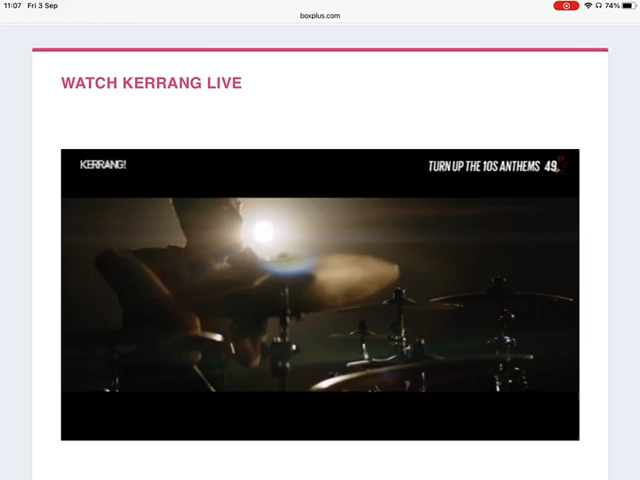 11:07 Fri 3 Sep 74%
boxplus.com
WATCH KERRANG LIVE
KERRANG! TURN UP THE 10S ANTHEMS 49